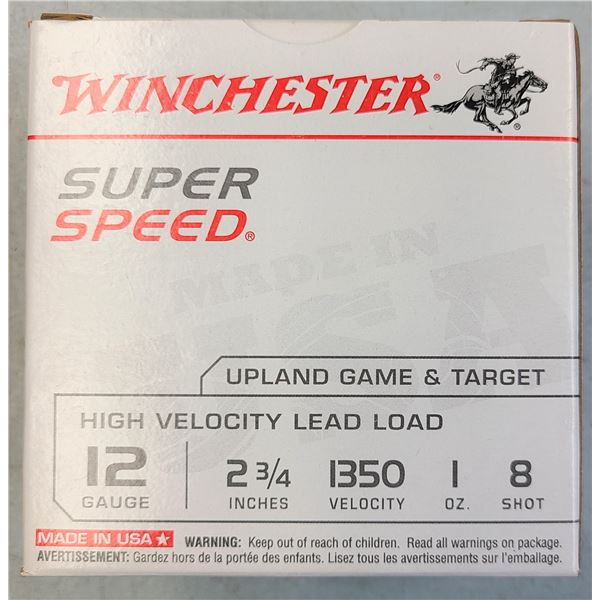 WINCHESTER®
®
SUPER
SPEED®
MADE IN
USA
UPLAND GAME & TARGET
HIGH VELOCITY LEAD LOAD
12 2 3/4 1350 1 8
GAUGE INCHES VELOCITY OZ. SHOT
MADE IN USA★ WARNING: Keep out of reach of children. Read all warnings on package.
AVERTISSEMENT: Gardez hors de la portée des enfants. Lisez tous les avertissements sur l'emballage.